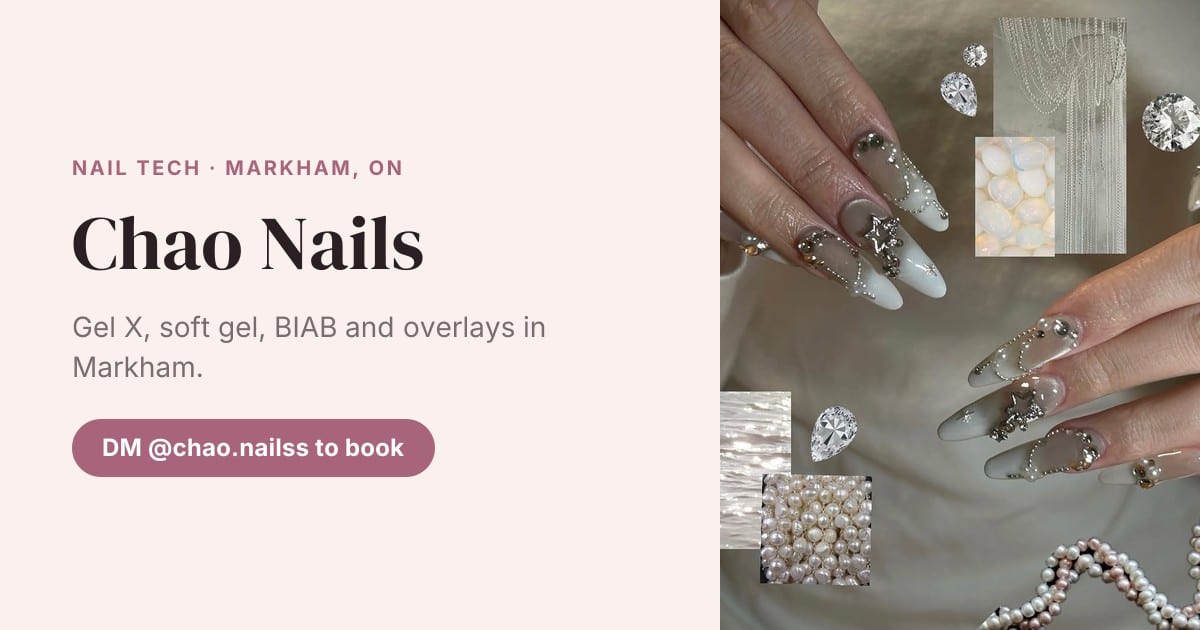 NAIL TECH · MARKHAM, ON
Chao Nails
Gel X, soft gel, BIAB and overlays in
Markham.
DM @chao.nailss to book